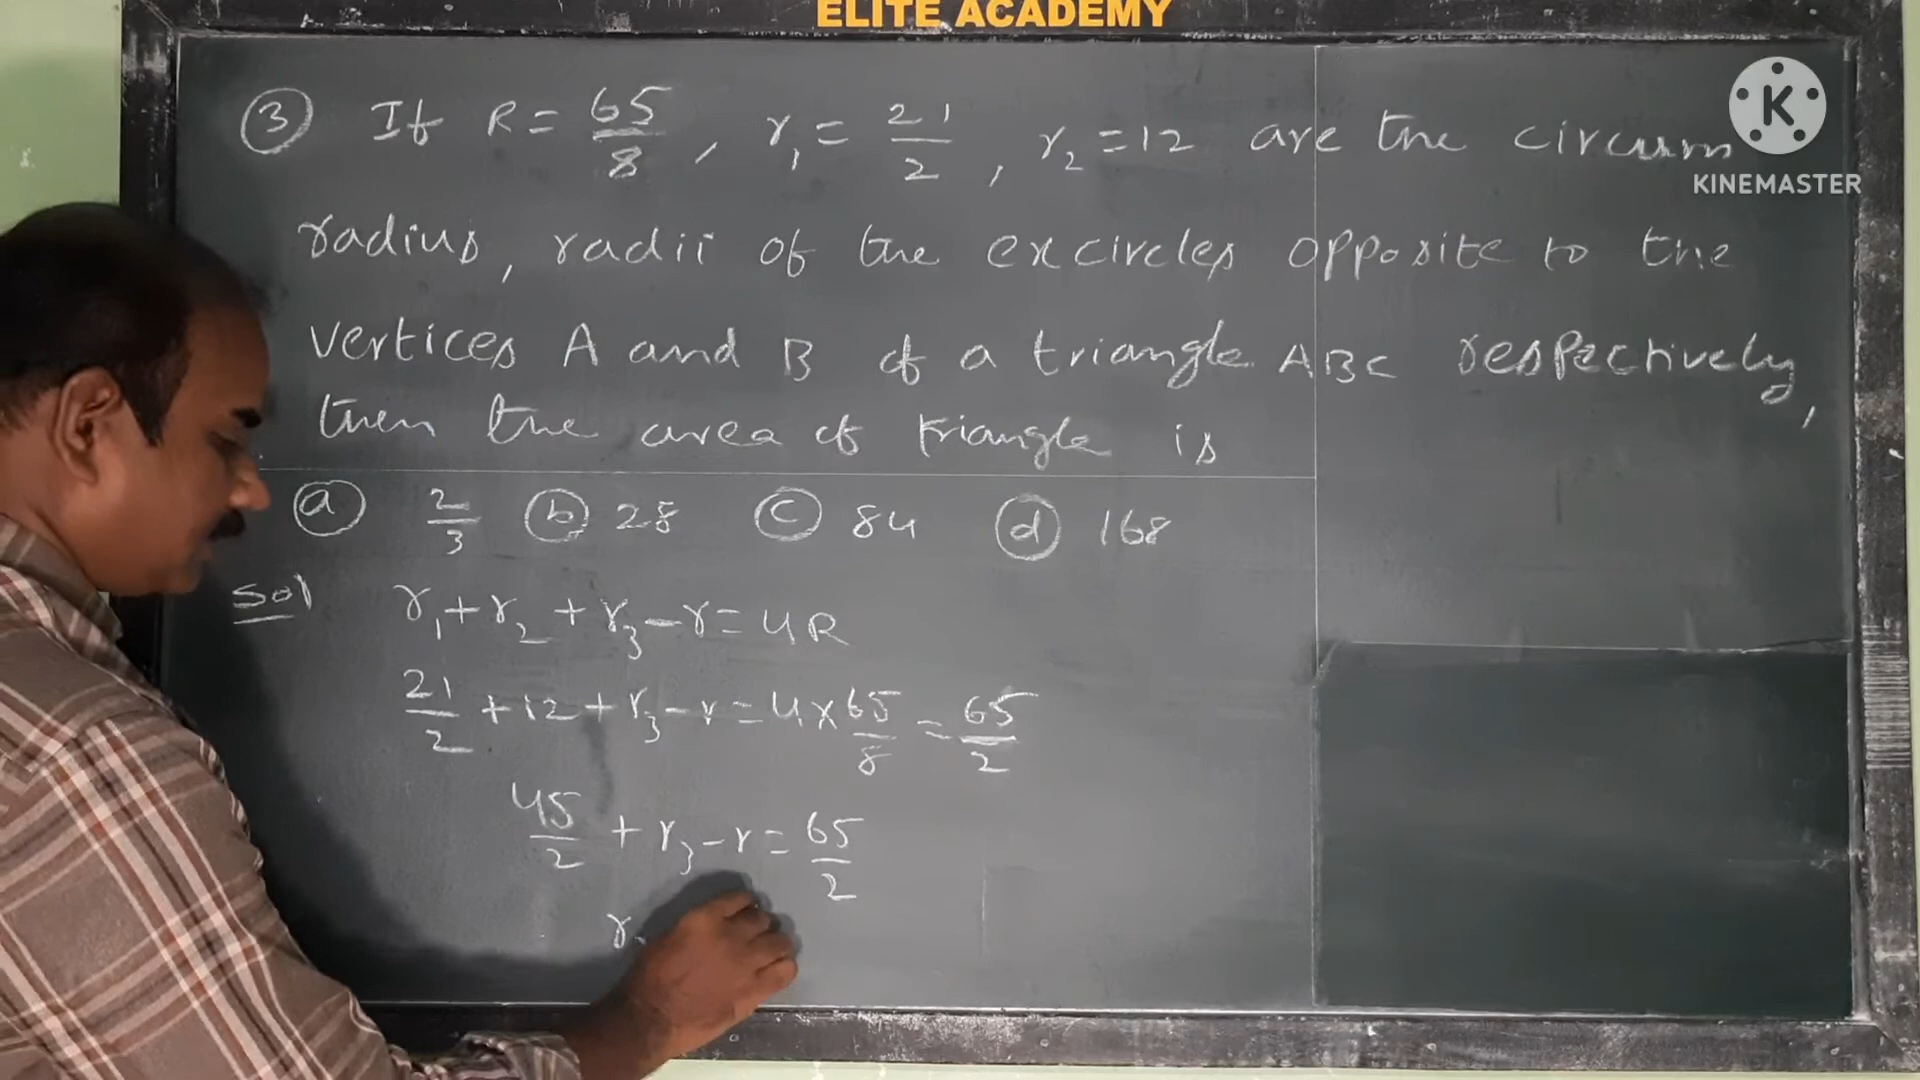 ELITE ACADEMY
K
KINEMASTER
③ If R = 65/8, r₁ = 21/2, r₂ = 12 are the circum
radius, radii of the excircles opposite to the
vertices A and B of a triangle ABC respectively,
then the area of triangle is
ⓐ 2/3 ⓑ 28 ⓒ 84 ⓓ 168
Sol r₁ + r₂ + r₃ - r = 4R
21/2 + 12 + r₃ - r = 4 × 65/8 = 65/2
45/2 + r₃ - r = 65/2
r